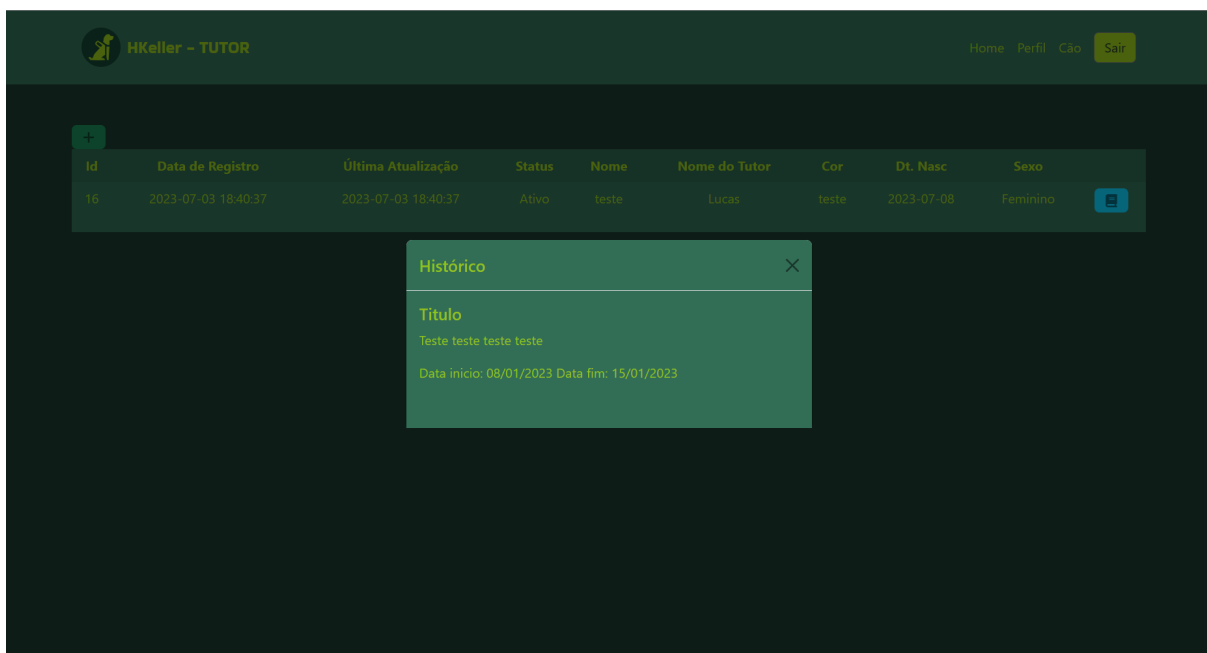 HKeller - TUTOR
Home Perfil Cão Sair
+
Id Data de Registro Última Atualização Status Nome Nome do Tutor Cor Dt. Nasc Sexo
16 2023-07-03 18:40:37 2023-07-03 18:40:37 Ativo teste Lucas teste 2023-07-08 Feminino
Histórico
Titulo
Teste teste teste teste
Data inicio: 08/01/2023 Data fim: 15/01/2023